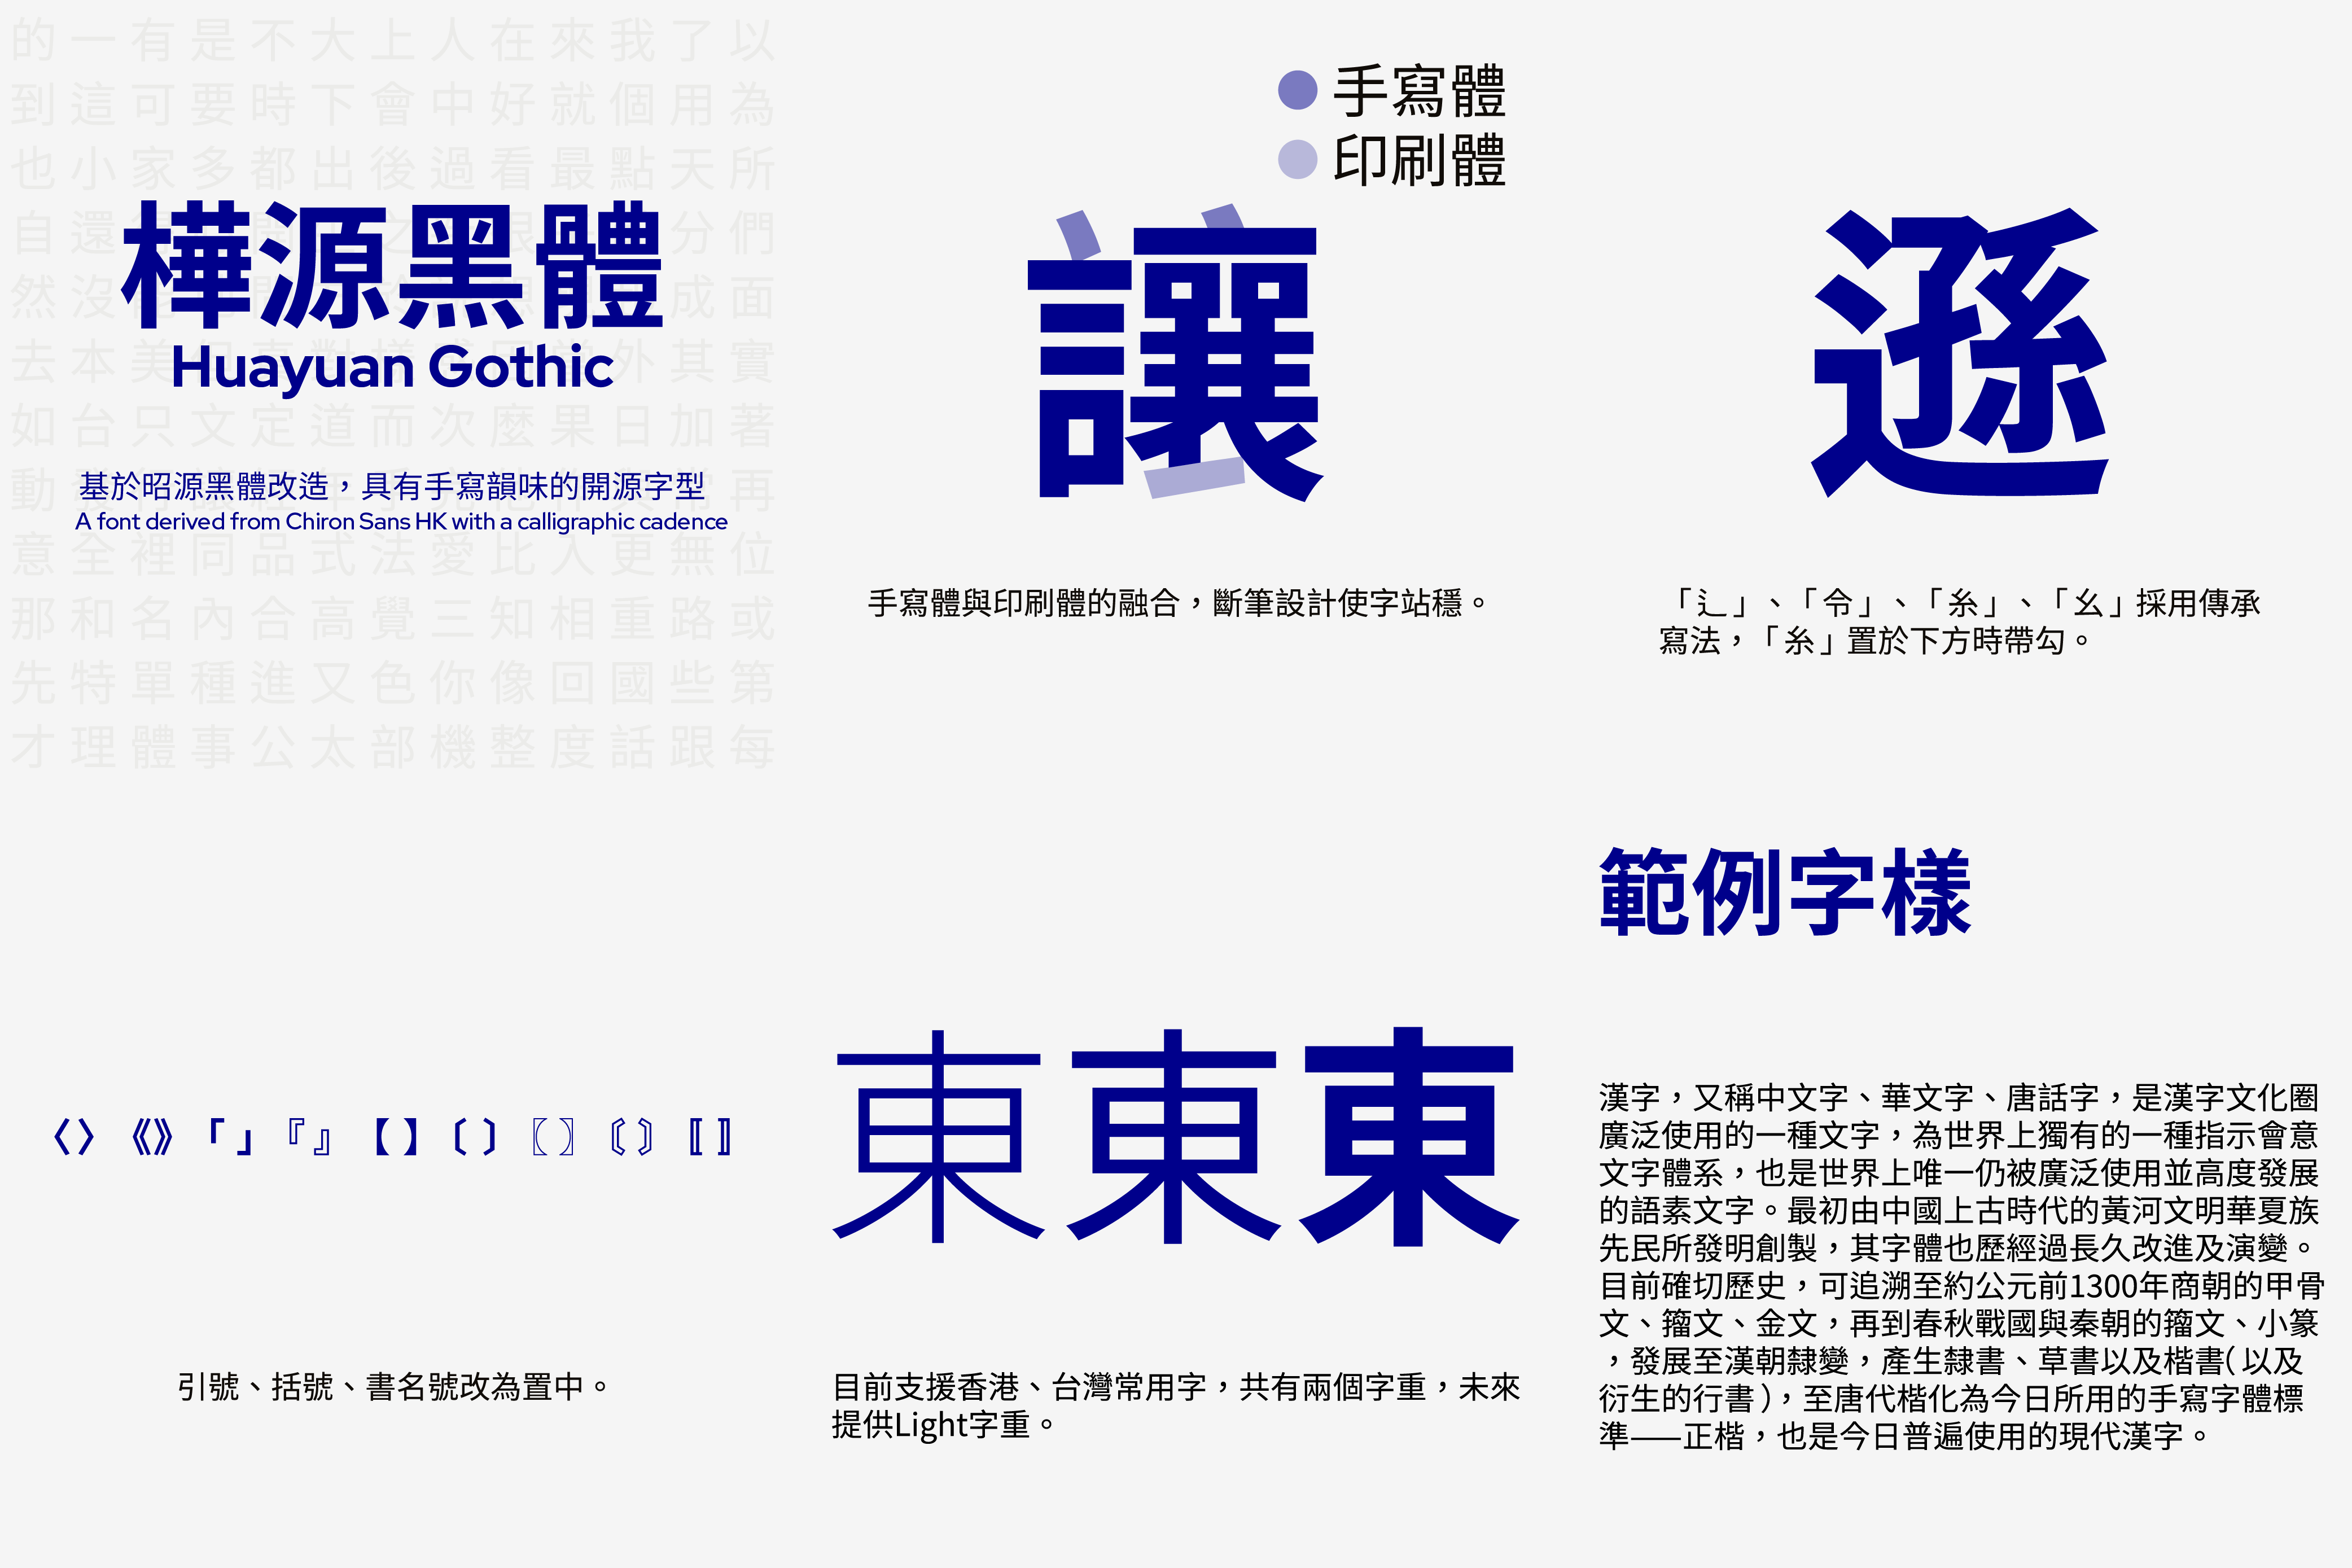 的一有是不大上人在來我了以
到這可要時下會中好就個用為
也小家多都出後過看最點天所
自還 分們
然沒 成面
去本美 外其實
如台只文定道而次麼果日加著
動 再
意全裡同品式法愛比人更無位
那和名內合高覺三知相重路或
先特單種進又色你像回國些第
才理體事公太部機整度話跟每
樺源黑體
Huayuan Gothic
基於昭源黑體改造，具有手寫韻味的開源字型
A font derived from Chiron Sans HK with a calligraphic cadence
手寫體
印刷體
讓
手寫體與印刷體的融合，斷筆設計使字站穩。
遜
「辶」、「令」、「糸」、「幺」採用傳承
寫法，「糸」置於下方時帶勾。
〈〉《》「」『』【】〔〕〖〗〘〙〚〛
引號、括號、書名號改為置中。
東東東
目前支援香港、台灣常用字，共有兩個字重，未來
提供Light字重。
範例字樣
漢字，又稱中文字、華文字、唐話字，是漢字文化圈
廣泛使用的一種文字，為世界上獨有的一種指示會意
文字體系，也是世界上唯一仍被廣泛使用並高度發展
的語素文字。最初由中國上古時代的黃河文明華夏族
先民所發明創製，其字體也歷經過長久改進及演變。
目前確切歷史，可追溯至約公元前1300年商朝的甲骨
文、籀文、金文，再到春秋戰國與秦朝的籀文、小篆
，發展至漢朝隸變，產生隸書、草書以及楷書（以及
衍生的行書），至唐代楷化為今日所用的手寫字體標
準——正楷，也是今日普遍使用的現代漢字。